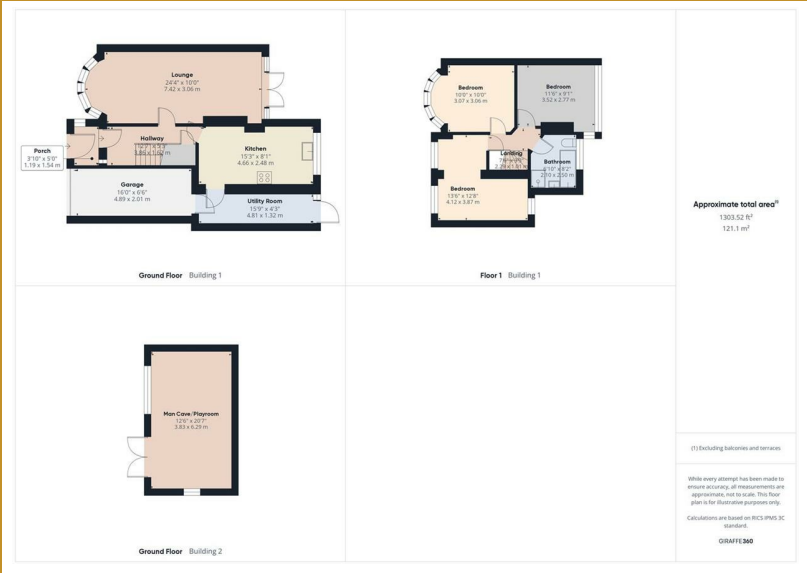 Lounge
24'4" x 10'0"
7.42 x 3.06 m
Hallway
Porch
3'10" x 5'0"
1.19 x 1.54 m
Kitchen
15'3" x 8'1"
4.66 x 2.48 m
Garage
16'0" x 6'6"
4.89 x 2.01 m
Utility Room
15'9" x 4'3"
4.81 x 1.32 m
Ground Floor Building 1
Bedroom
10'0" x 10'0"
3.07 x 3.06 m
Bedroom
11'6" x 9'1"
3.52 x 2.77 m
Landing
Bathroom
Bedroom
13'6" x 12'8"
4.12 x 3.87 m
Floor 1 Building 1
Man Cave/Playroom
12'6" x 20'7"
3.83 x 6.29 m
Ground Floor Building 2
Approximate total area(1)
1303.52 ft²
121.1 m²
(1) Excluding balconies and terraces
While every attempt has been made to
ensure accuracy, all measurements are
approximate, not to scale. This floor
plan is for illustrative purposes only.
Calculations are based on RICS IPMS 3C
standard.
GIRAFFE360